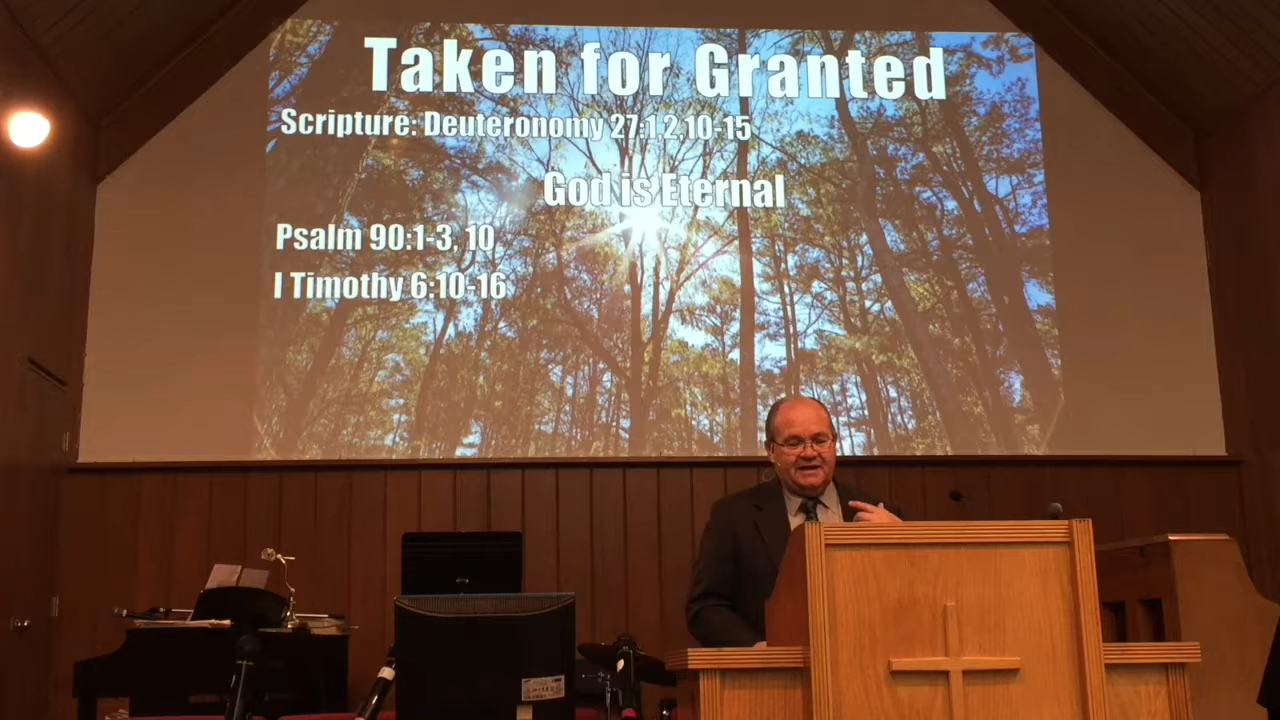 Taken for Granted
Scripture: Deuteronomy 27:1,2,10-15
God is Eternal
Psalm 90:1-3, 10
I Timothy 6:10-16